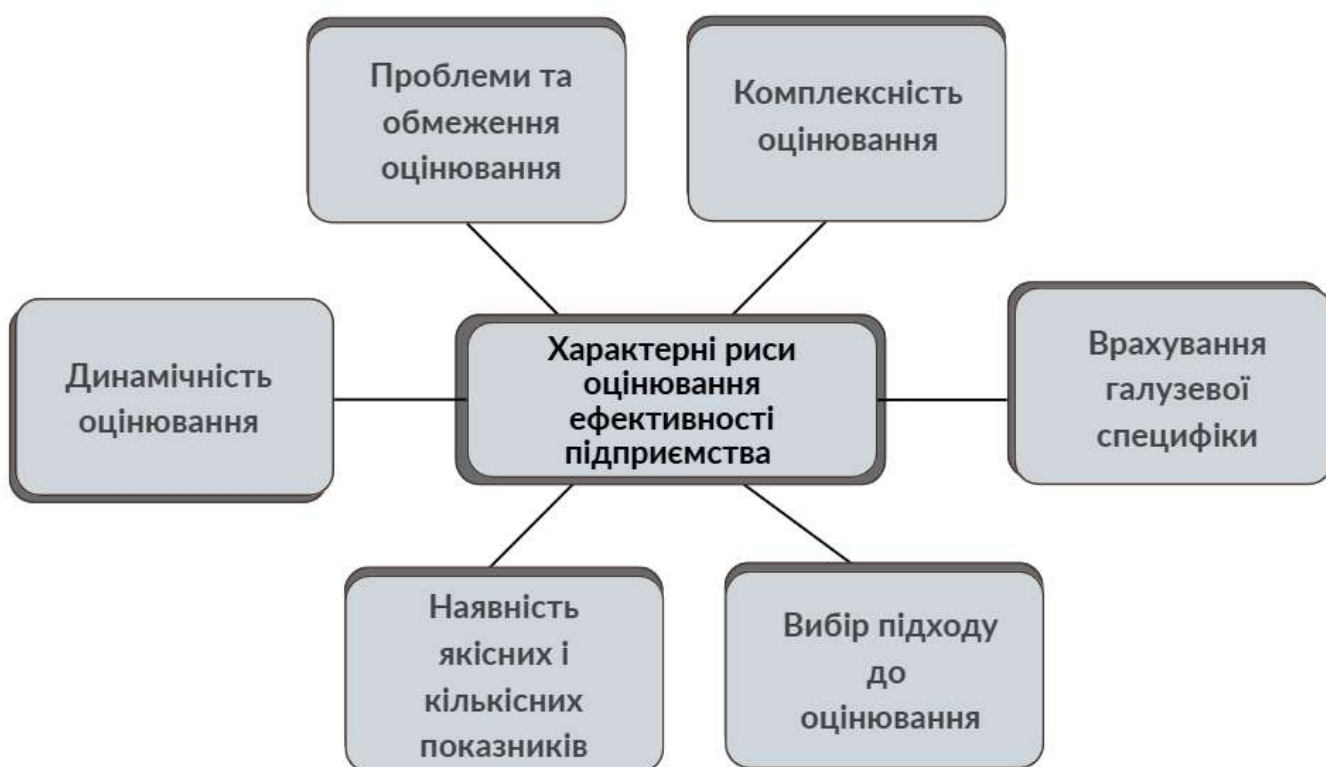 Проблеми та
обмеження
оцінювання
Комплексність
оцінювання
Динамічність
оцінювання
Характерні риси
оцінювання
ефективності
підприємства
Врахування
галузевої
специфіки
Наявність
якісних і
кількісних
показників
Вибір підходу
до
оцінювання